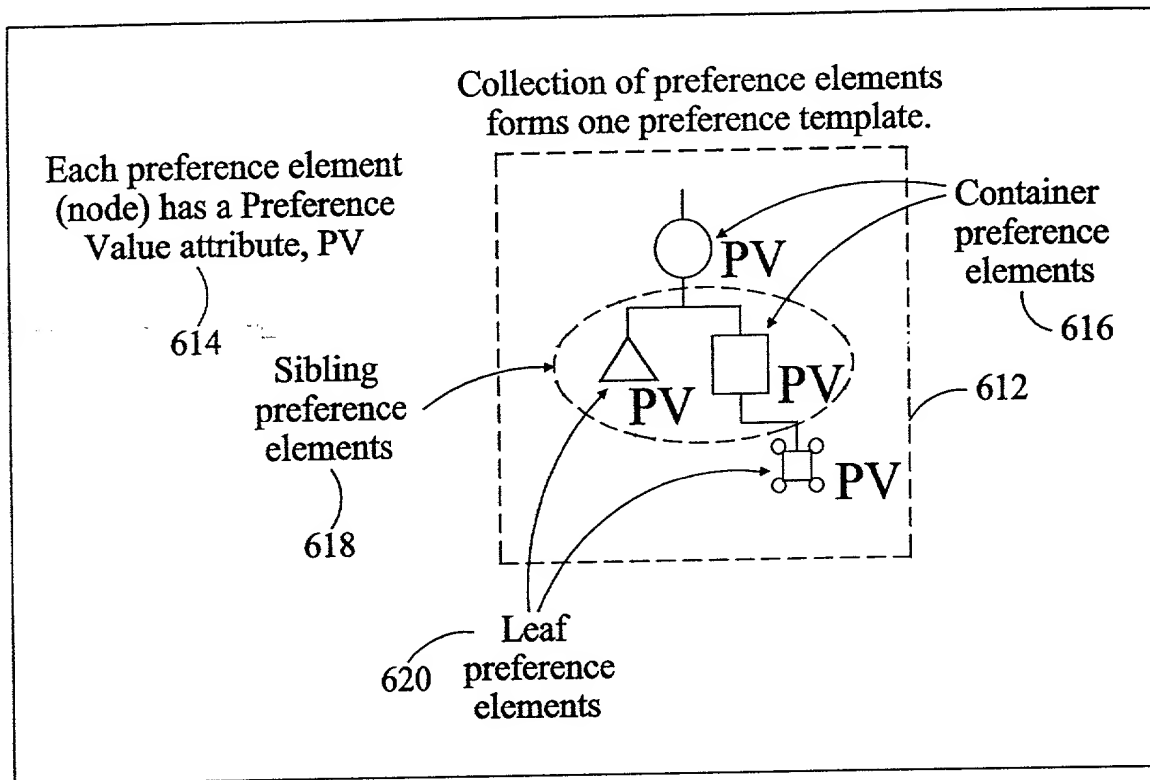 Collection of preference elements
forms one preference template.
Each preference element
(node) has a Preference
Value attribute, PV
614
Container
preference
elements
616
PV
PV
PV
PV
Sibling
preference
elements
618
612
Leaf
preference
elements
620